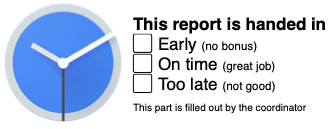 This report is handed in
Early (no bonus)
On time (great job)
Too late (not good)
This part is filled out by the coordinator